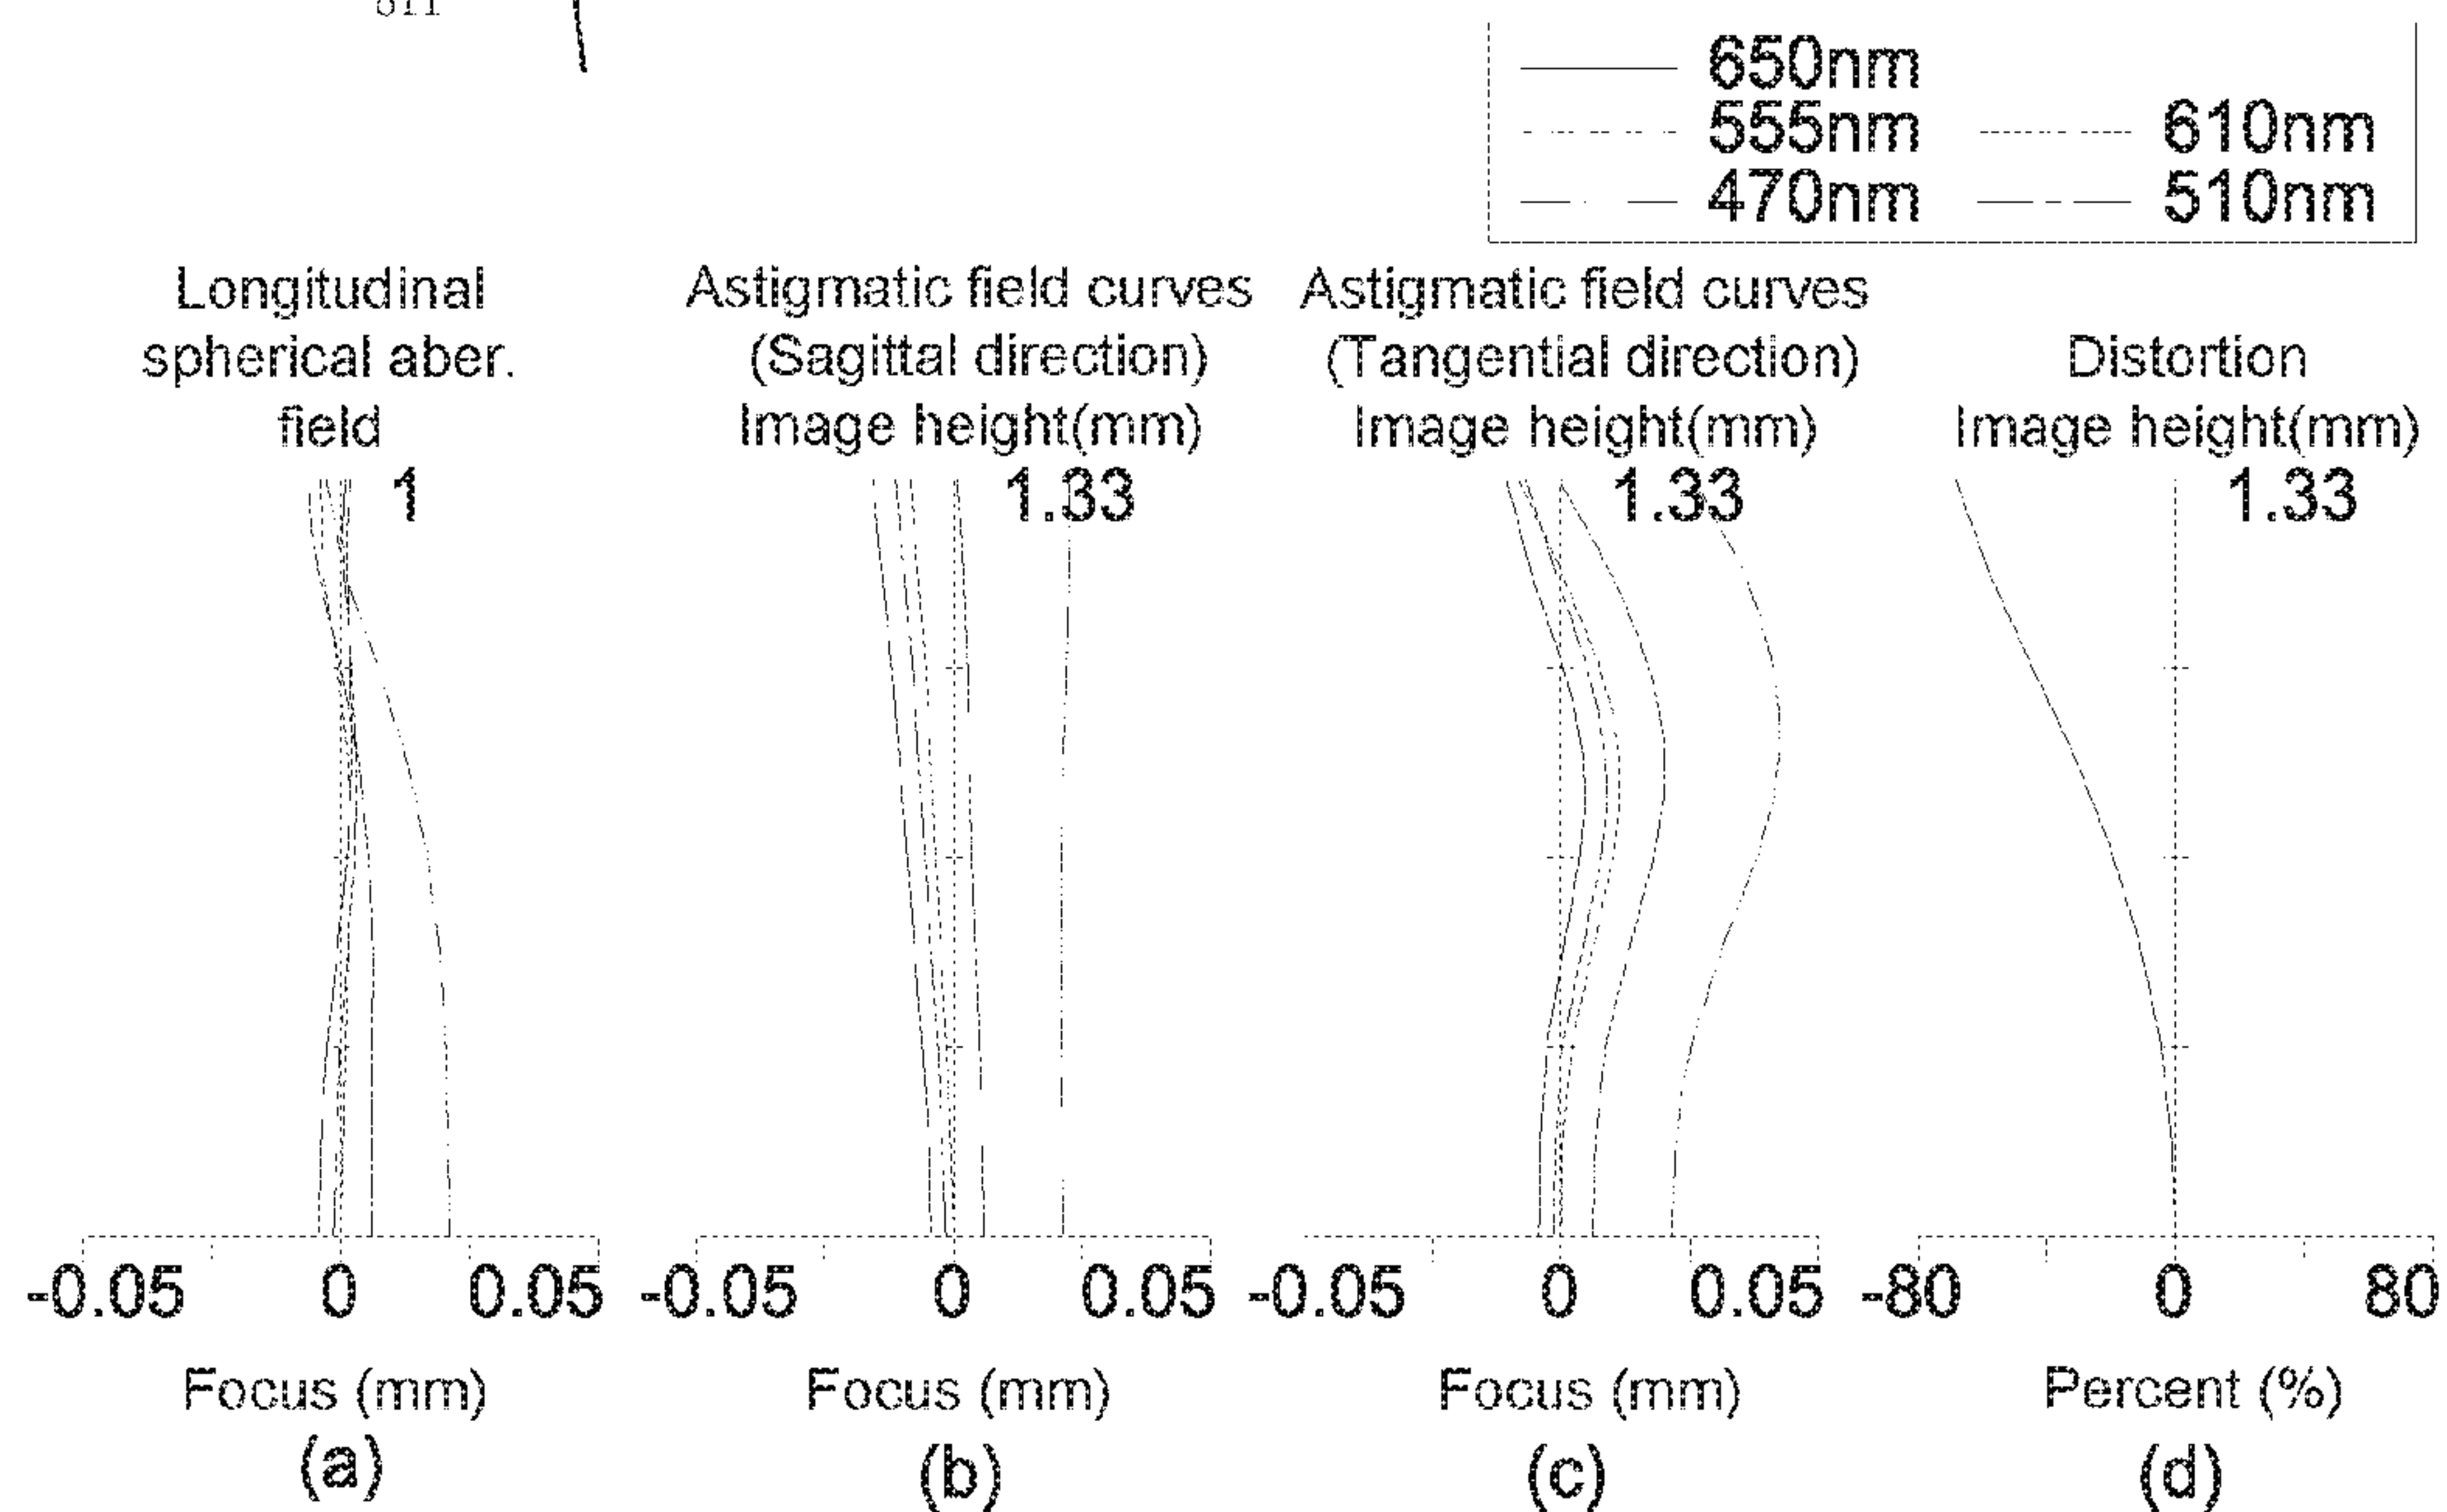 650nm
555nm 610nm
470nm 510nm
Longitudinal
spherical aber.
field
1
Astigmatic field curves
(Sagittal direction)
Image height(mm)
1.33
Astigmatic field curves
(Tangential direction)
Image height(mm)
1.33
Distortion
Image height(mm)
1.33
-0.05 0 0.05
Focus (mm)
(a)
-0.05 0 0.05
Focus (mm)
(b)
-0.05 0 0.05
Focus (mm)
(c)
-80 0 80
Percent (%)
(d)